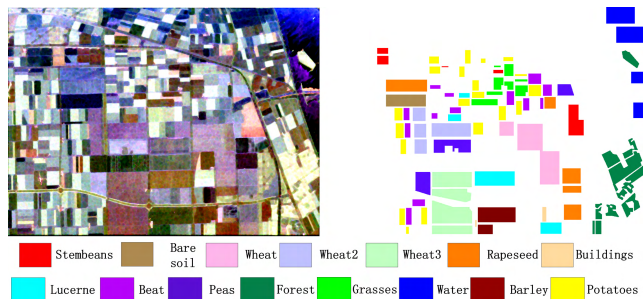 Stembeans Bare soil Wheat Wheat2 Wheat3 Rapeseed Buildings
Lucerne Beat Peas Forest Grasses Water Barley Potatoes